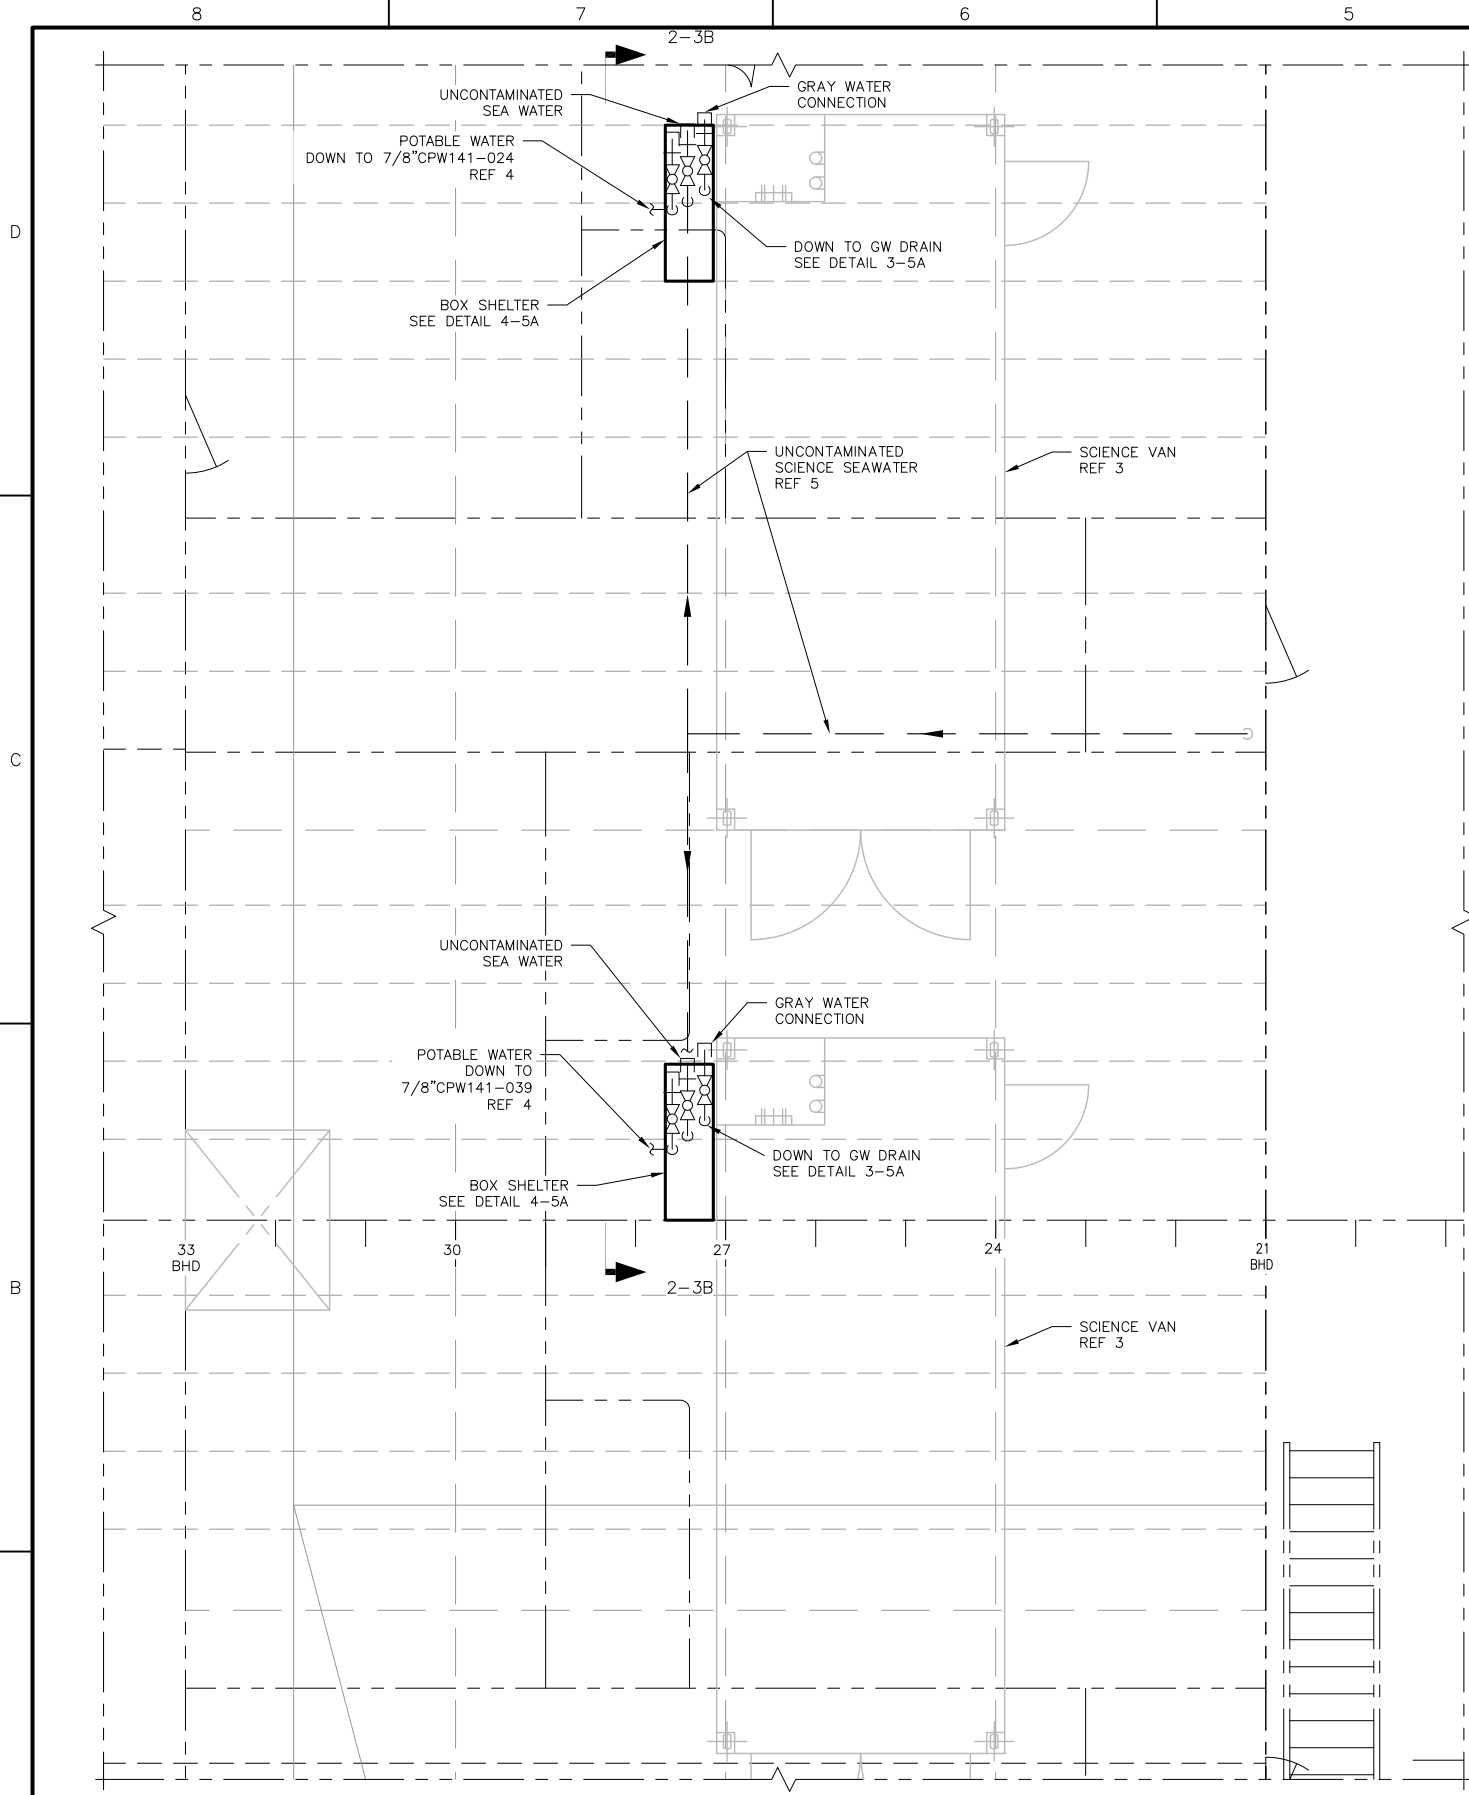 8
7
6
5
2-3B
UNCONTAMINATED
SEA WATER
GRAY WATER
CONNECTION
POTABLE WATER
DOWN TO 7/8"CPW141-024
REF 4
D
DOWN TO GW DRAIN
SEE DETAIL 3-5A
BOX SHELTER
SEE DETAIL 4-5A
UNCONTAMINATED
SCIENCE SEAWATER
REF 5
SCIENCE VAN
REF 3
C
UNCONTAMINATED
SEA WATER
GRAY WATER
CONNECTION
POTABLE WATER
DOWN TO
7/8"CPW141-039
REF 4
DOWN TO GW DRAIN
SEE DETAIL 3-5A
BOX SHELTER
SEE DETAIL 4-5A
33
BHD
30
27
24
21
BHD
B
2-3B
SCIENCE VAN
REF 3